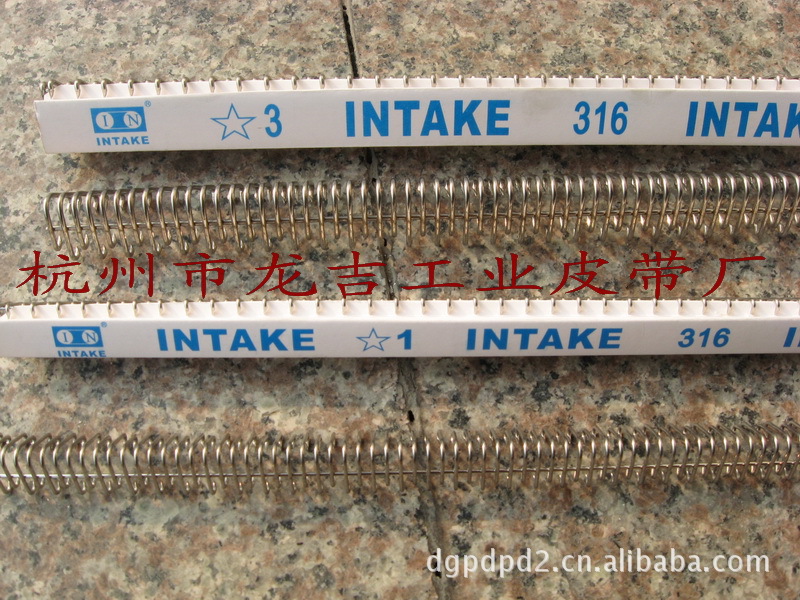 IN®
INTAKE
☆3 INTAKE 316 INTAK
杭州市龙吉工业皮带厂
IN
INTAKE
INTAKE ☆1 INTAKE 316 I
dgpdpd2.cn.alibaba.com